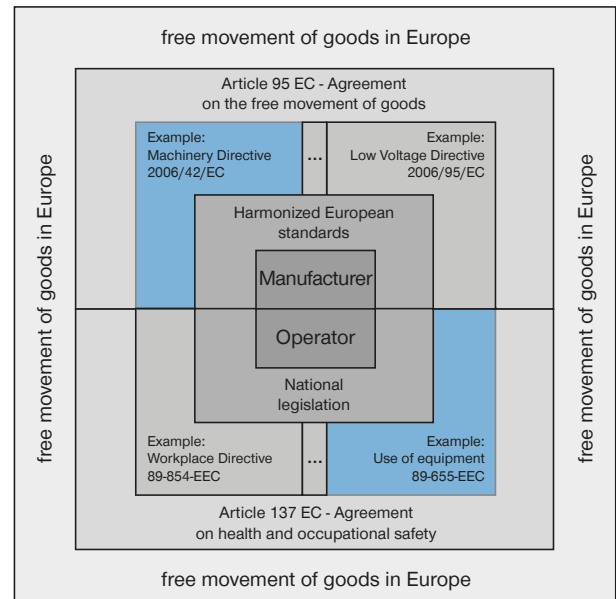 free movement of goods in Europe
Article 95 EC - Agreement
on the free movement of goods
Example:
Machinery Directive
2006/42/EC
...
Example:
Low Voltage Directive
2006/95/EC
Harmonized European
standards
Manufacturer
Operator
National
legislation
Example:
Workplace Directive
89-854-EEC
...
Example:
Use of equipment
89-655-EEC
Article 137 EC - Agreement
on health and occupational safety
free movement of goods in Europe
free movement of goods in Europe
free movement of goods in Europe